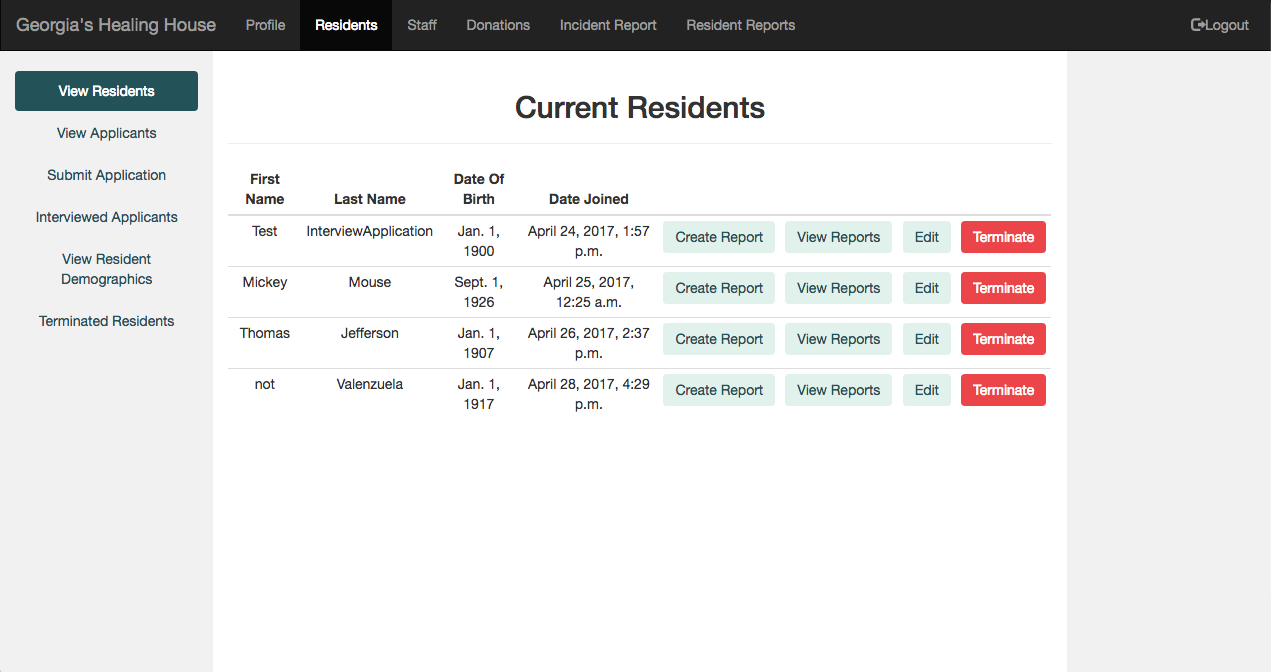 Georgia's Healing House Profile Residents Staff Donations Incident Report Resident Reports Logout
View Residents
View Applicants
Submit Application
Interviewed Applicants
View Resident
Demographics
Terminated Residents
Current Residents
First
Name
Last Name
Date Of
Birth
Date Joined
Test InterviewApplication Jan. 1, April 24, 2017, 1:57 Create Report View Reports Edit Terminate
1900 p.m.
Mickey Mouse Sept. 1, April 25, 2017, Create Report View Reports Edit Terminate
1926 12:25 a.m.
Thomas Jefferson Jan. 1, April 26, 2017, 2:37 Create Report View Reports Edit Terminate
1907 p.m.
not Valenzuela Jan. 1, April 28, 2017, 4:29 Create Report View Reports Edit Terminate
1917 p.m.